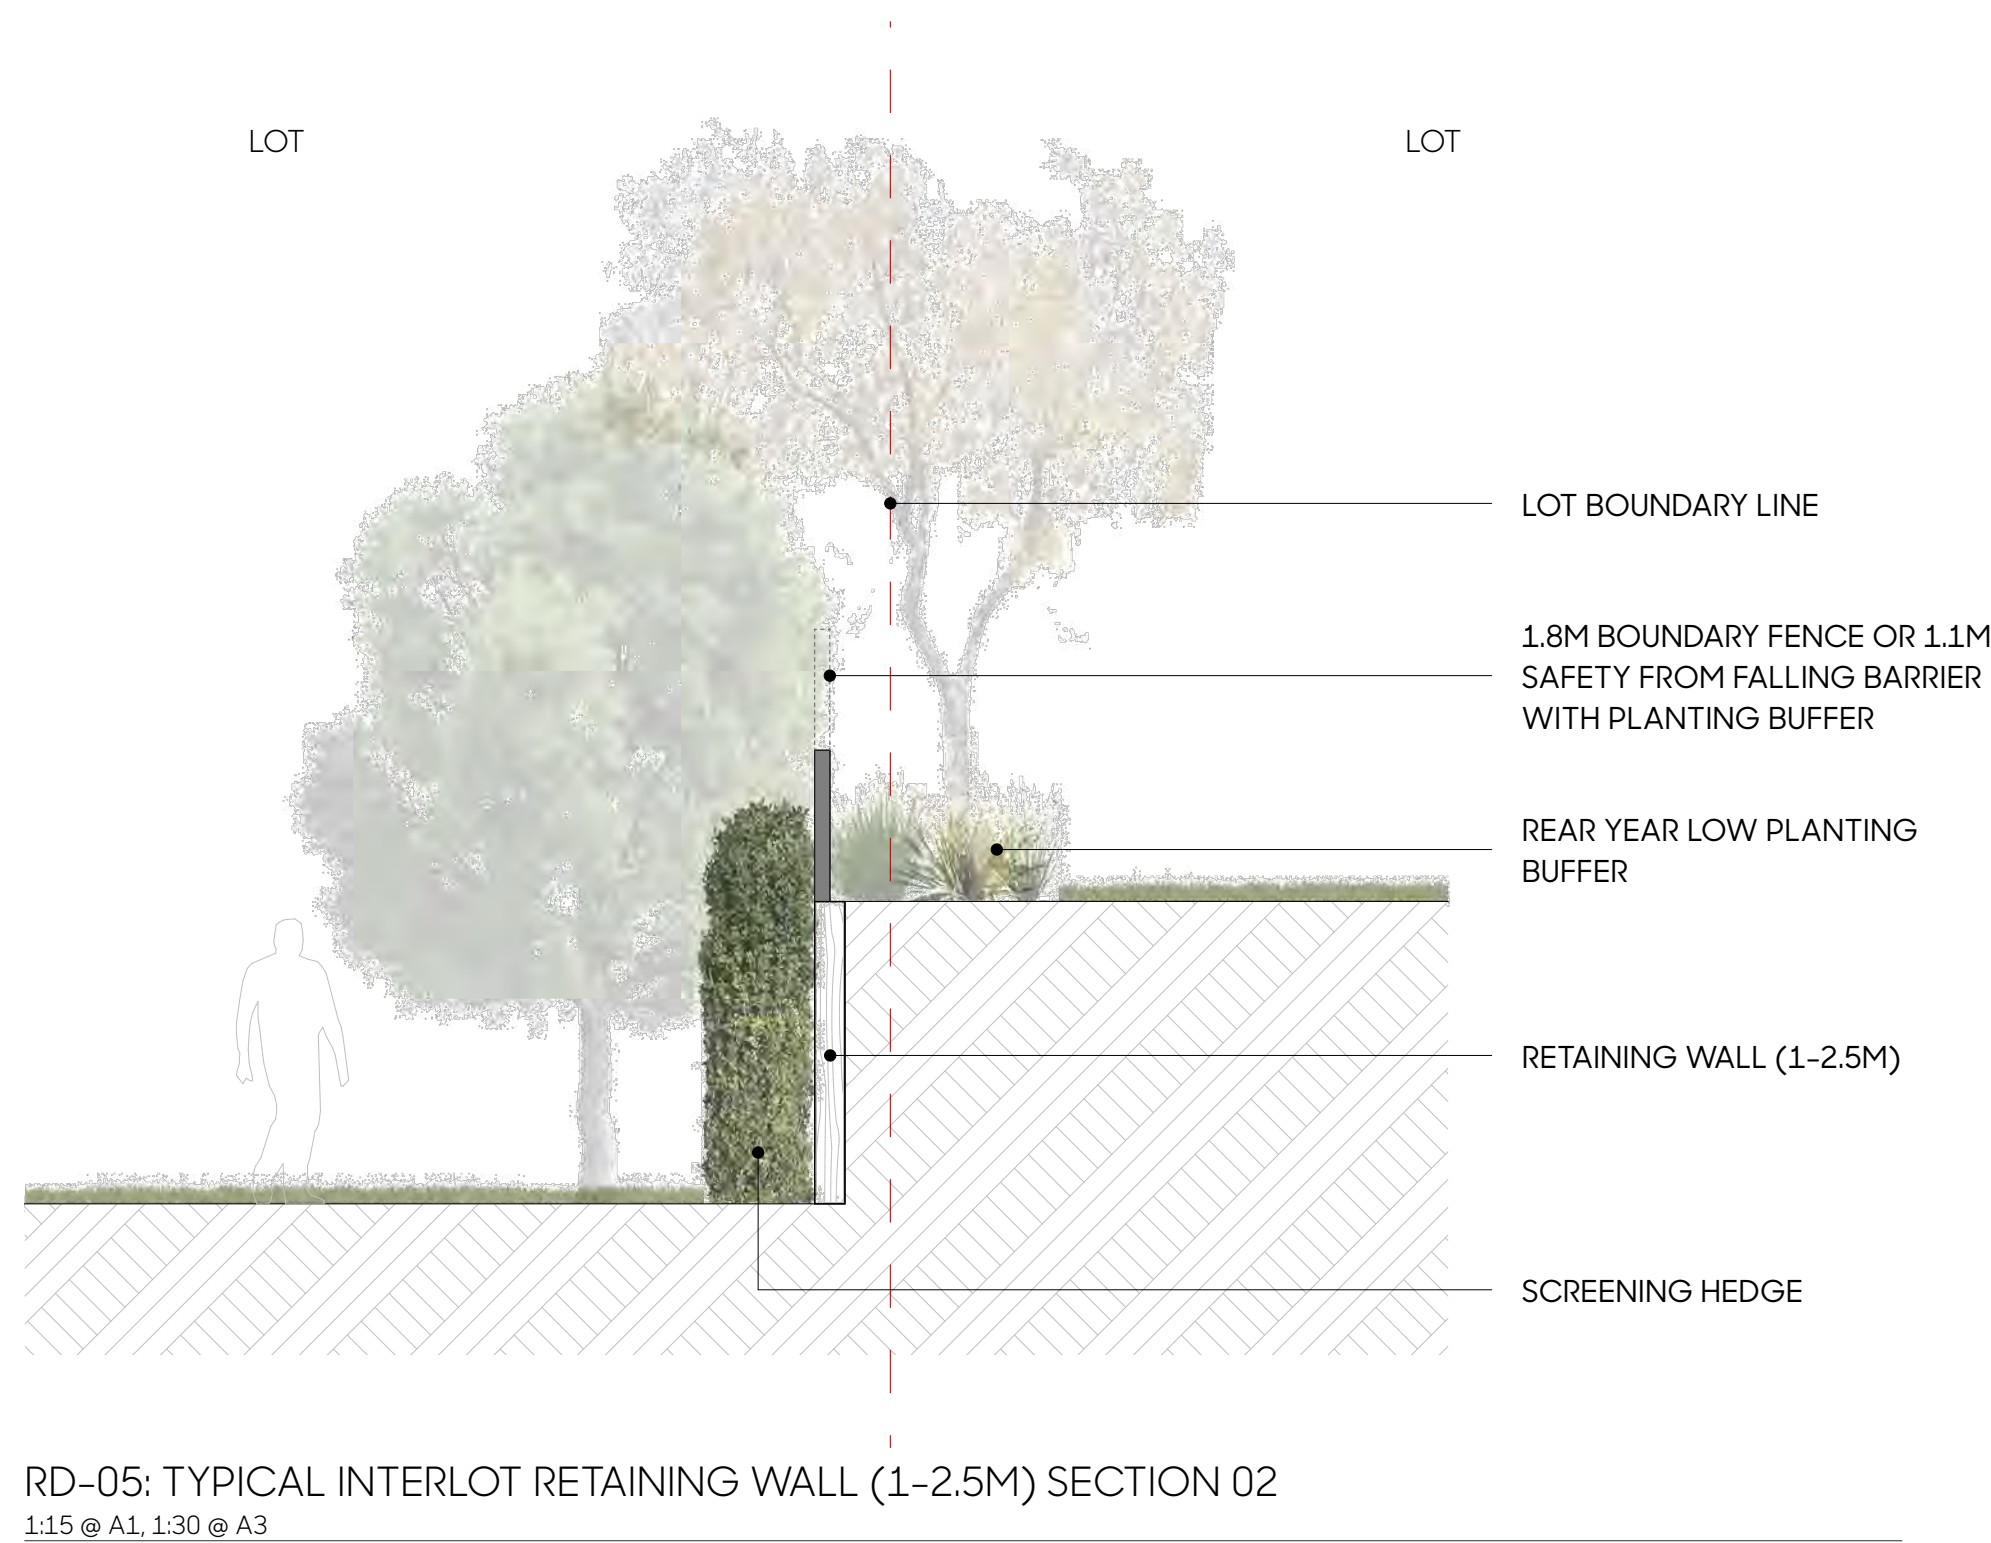 LOT
LOT
LOT BOUNDARY LINE
1.8M BOUNDARY FENCE OR 1.1M
SAFETY FROM FALLING BARRIER
WITH PLANTING BUFFER
REAR YEAR LOW PLANTING
BUFFER
RETAINING WALL (1-2.5M)
SCREENING HEDGE
RD-05: TYPICAL INTERLOT RETAINING WALL (1-2.5M) SECTION 02
1:15 @ A1, 1:30 @ A3